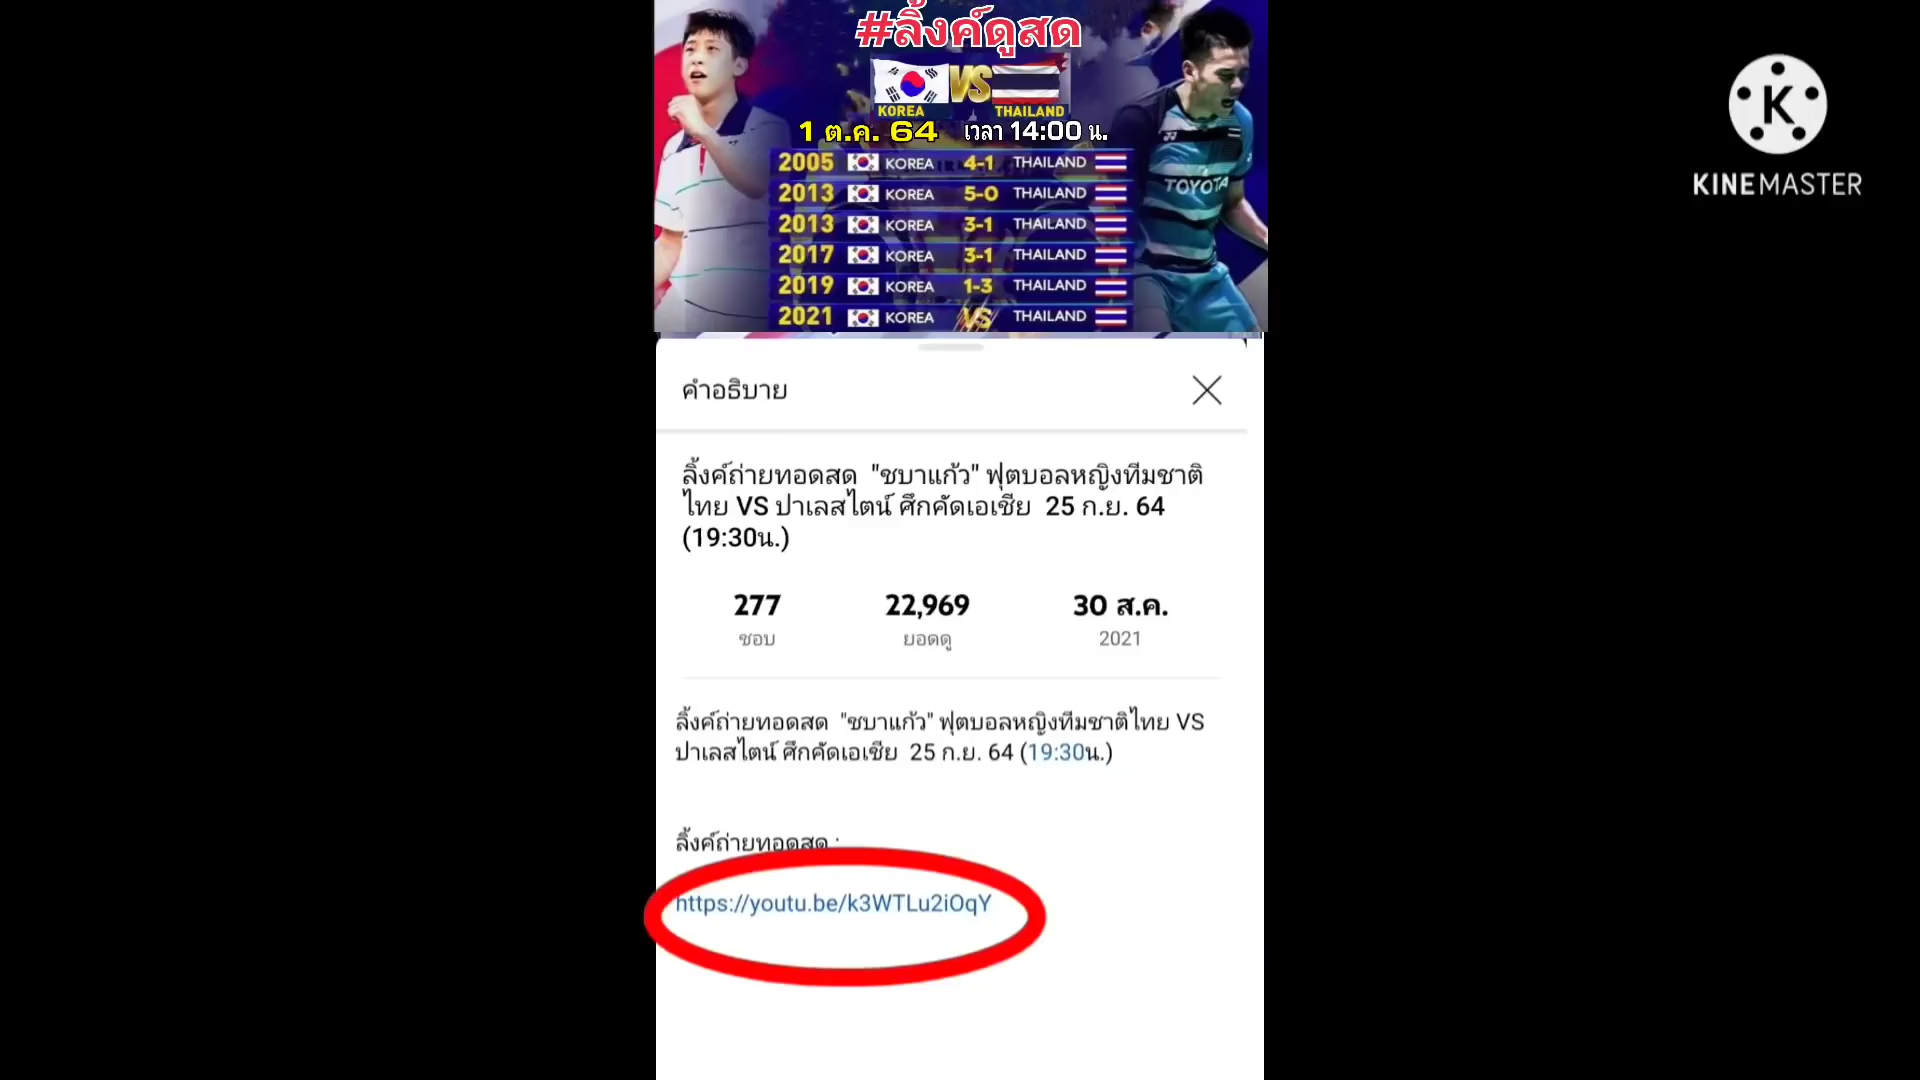 #ลิ้งค์ดูสด
VS
KOREA THAILAND
1 ต.ค. 64 เวลา 14:00 น.
2005 KOREA 4-1 THAILAND
2013 KOREA 5-0 THAILAND
2013 KOREA 3-1 THAILAND
2017 KOREA 3-1 THAILAND
2019 KOREA 1-3 THAILAND
2021 KOREA VS THAILAND
TOYOTA
K
KINEMASTER
คำอธิบาย
ลิ้งค์ถ่ายทอดสด "ชบาแก้ว" ฟุตบอลหญิงทีมชาติ
ไทย VS ปาเลสไตน์ ศึกคัดเอเชีย 25 ก.ย. 64
(19:30น.)
277 22,969 30 ส.ค.
ชอบ ยอดดู 2021
ลิ้งค์ถ่ายทอดสด "ชบาแก้ว" ฟุตบอลหญิงทีมชาติไทย VS
ปาเลสไตน์ ศึกคัดเอเชีย 25 ก.ย. 64 (19:30น.)
ลิ้งค์ถ่ายทอดสด :
https://youtu.be/k3WTLu2iOqY